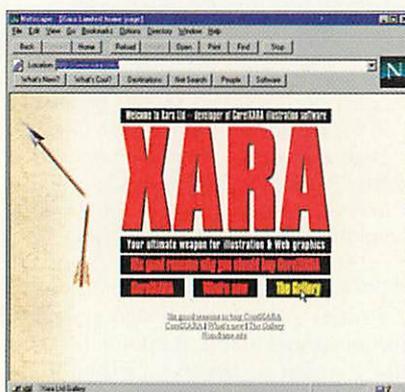 Netscape - [Xara Limited home page]
File Edit View Go Bookmarks Options Directory Window Help
Back Home Reload Open Print Find Stop
Location:
What's New? What's Cool? Destinations Net Search People Software
N
Welcome to Xara Ltd – developer of CorelXARA illustration software
XARA
Your ultimate weapon for illustration & Web graphics
Six good reasons why you should buy CorelXARA
CorelXARA What's new The Gallery
Six good reasons to buy CorelXARA
CorelXARA | What's new | The Gallery
Xara Ltd Gallery